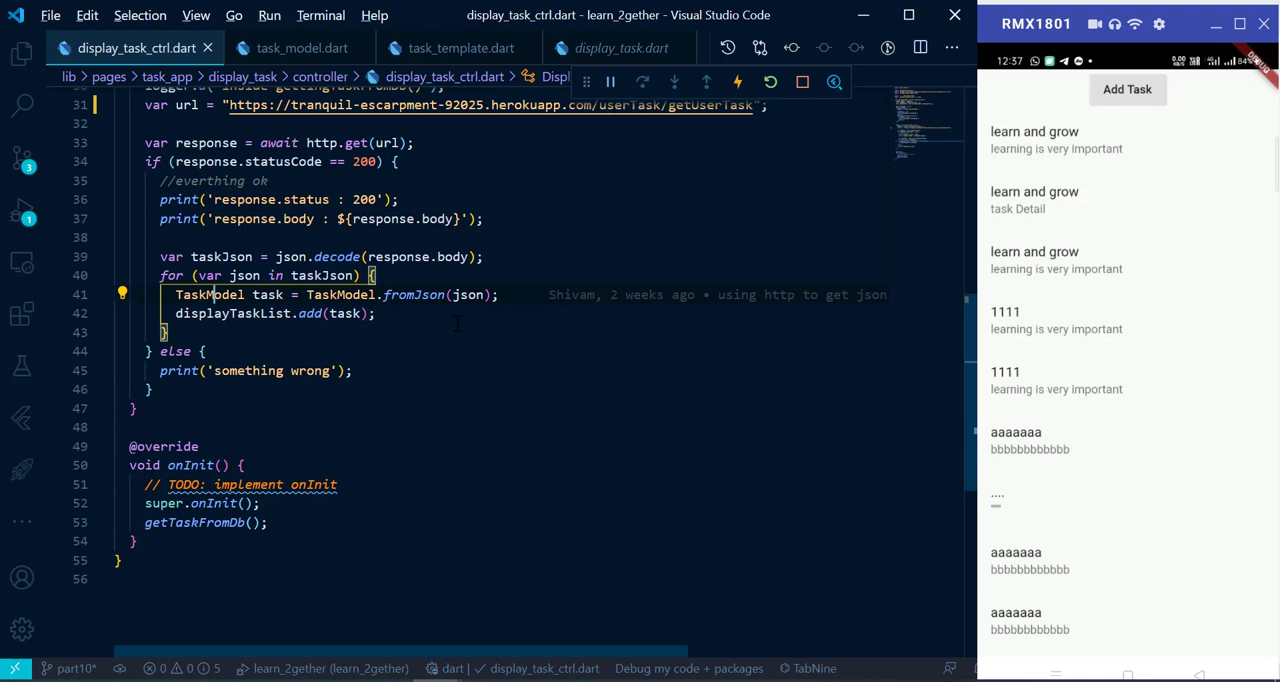 File Edit Selection View Go Run Terminal Help display_task_ctrl.dart - learn_2gether - Visual Studio Code
display_task_ctrl.dart task_model.dart task_template.dart display_task.dart
lib > pages > task_app > display_task > controller > display_task_ctrl.dart > Displ
31 var url = "https://tranquil-escarpment-92025.herokuapp.com/userTask/getUserTask";
32
33 var response = await http.get(url);
34 if (response.statusCode == 200) {
35 //everthing ok
36 print('response.status : 200');
37 print('response.body : ${response.body}');
38
39 var taskJson = json.decode(response.body);
40 for (var json in taskJson) {
41 TaskModel task = TaskModel.fromJson(json); Shivam, 2 weeks ago • using http to get json
42 displayTaskList.add(task);
43 }
44 } else {
45 print('something wrong');
46 }
47 }
48
49 @override
50 void onInit() {
51 // TODO: implement onInit
52 super.onInit();
53 getTaskFromDb();
54 }
55 }
56
3
1
part10* 0 0 5 learn_2gether (learn_2gether) dart | ✓ display_task_ctrl.dart Debug my code + packages TabNine
RMX1801
12:37 84%
DEBUG
Add Task
learn and grow
learning is very important
learn and grow
task Detail
learn and grow
learning is very important
1111
learning is very important
1111
learning is very important
aaaaaaa
bbbbbbbbbbbb
....
aaaaaaa
bbbbbbbbbbbb
aaaaaaa
bbbbbbbbbbbb